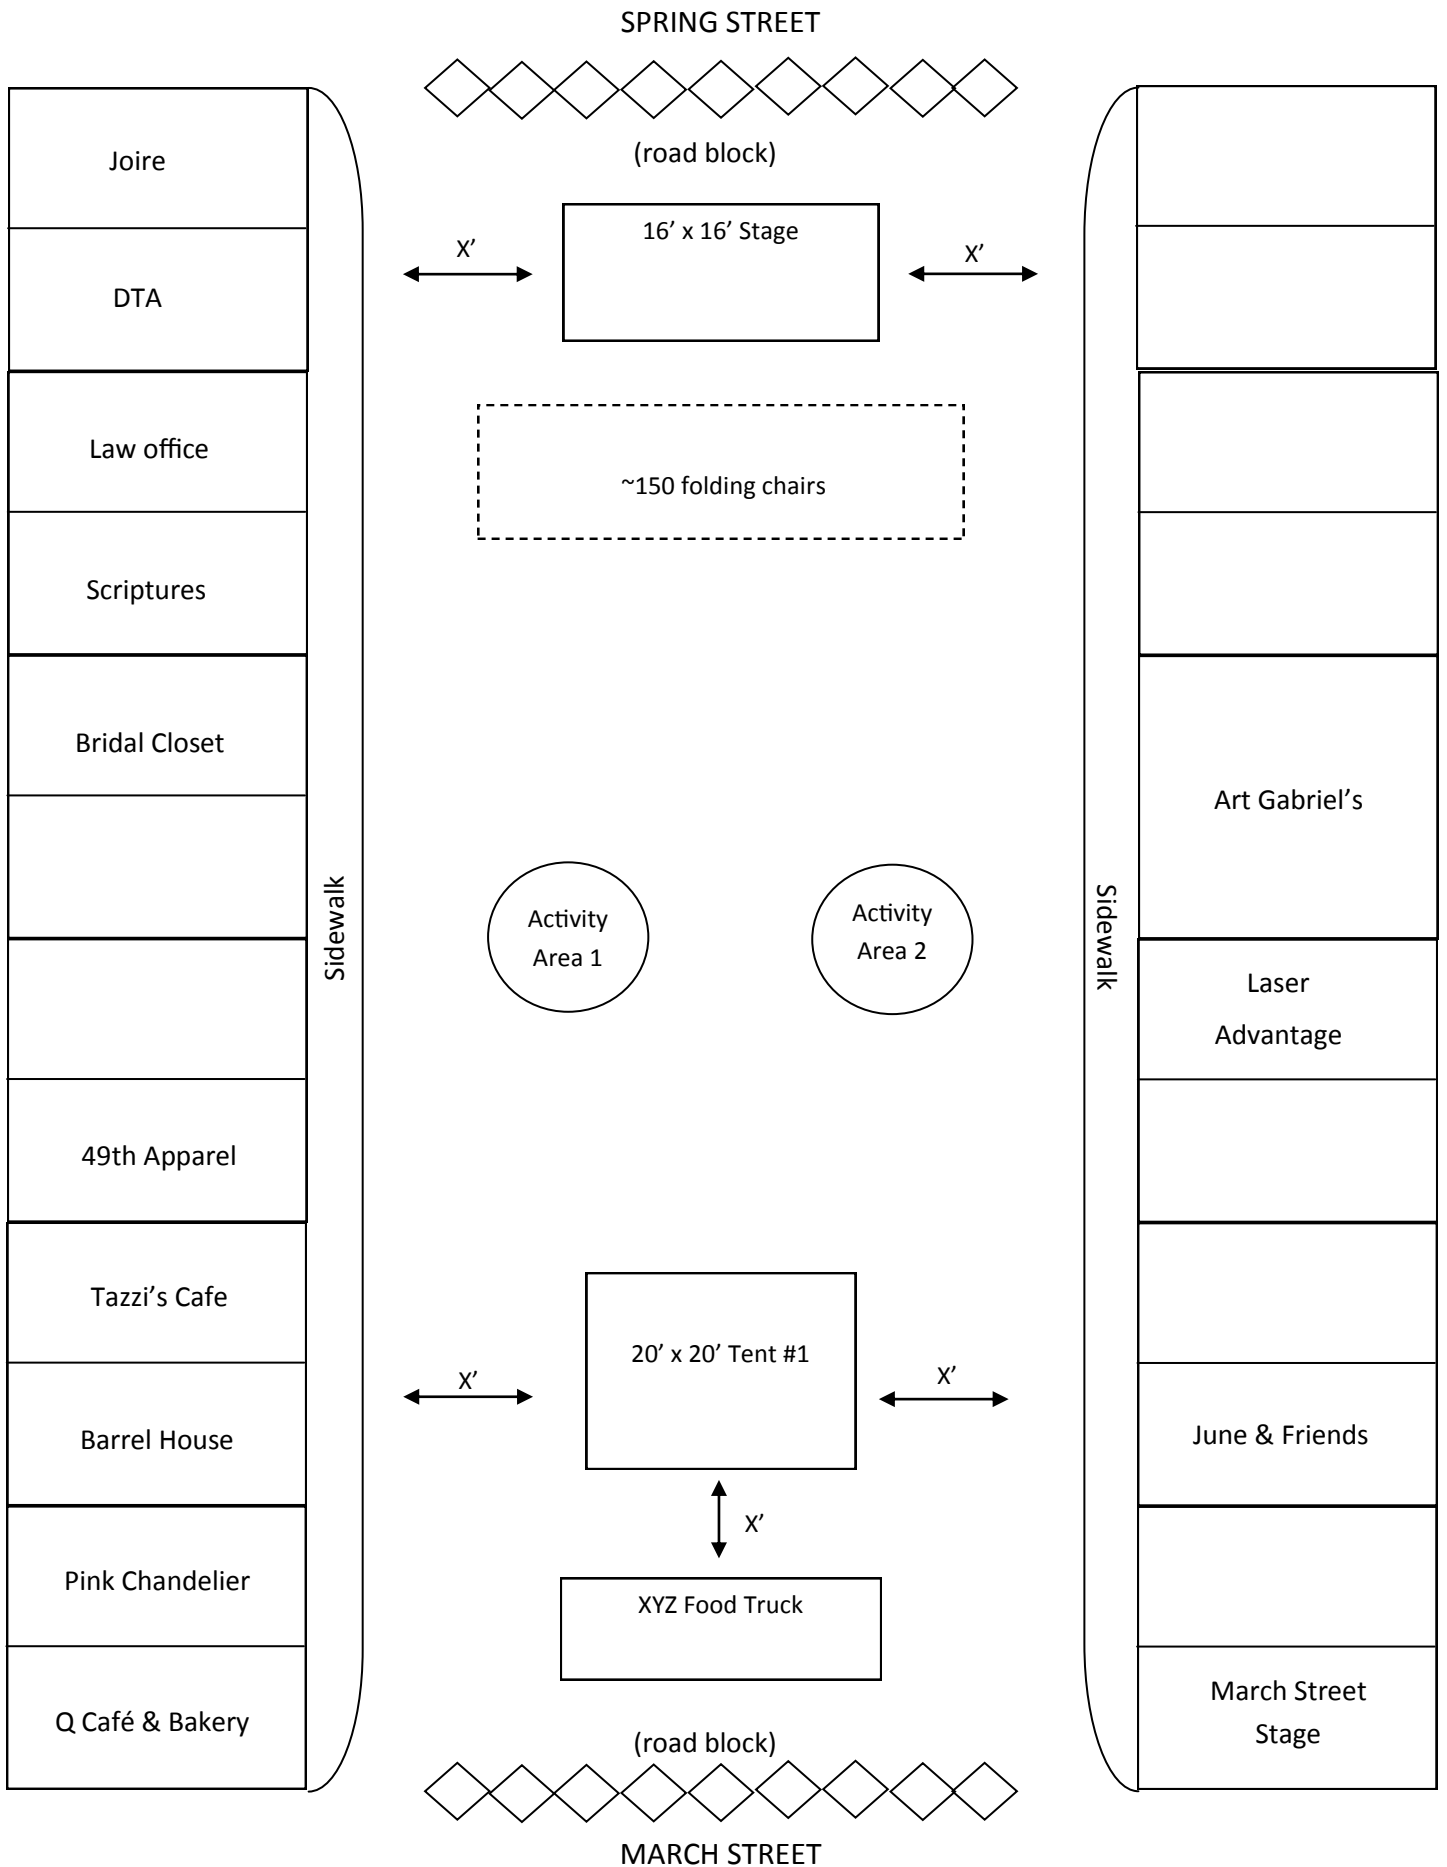 SPRING STREET
(road block)
Joire
16’ x 16’ Stage
X’
X’
DTA
Law office
~150 folding chairs
Scriptures
Bridal Closet
Art Gabriel’s
Sidewalk
Activity
Area 1
Activity
Area 2
Sidewalk
Laser
Advantage
49th Apparel
Tazzi’s Cafe
20’ x 20’ Tent #1
X’
X’
Barrel House
June & Friends
X’
Pink Chandelier
XYZ Food Truck
Q Café & Bakery
March Street
Stage
(road block)
MARCH STREET